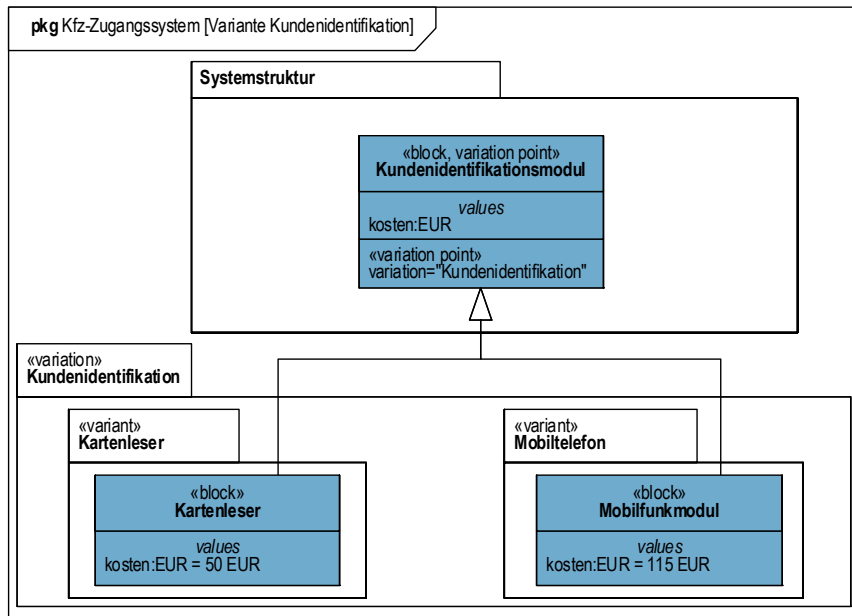 pkg Kfz-Zugangssystem [Variante Kundenidentifikation]
Systemstruktur
«block, variation point»
Kundenidentifikationsmodul
values
kosten:EUR
«variation point»
variation="Kundenidentifikation"
«variation»
Kundenidentifikation
«variant»
Kartenleser
«block»
Kartenleser
values
kosten:EUR = 50 EUR
«variant»
Mobiltelefon
«block»
Mobilfunkmodul
values
kosten:EUR = 115 EUR